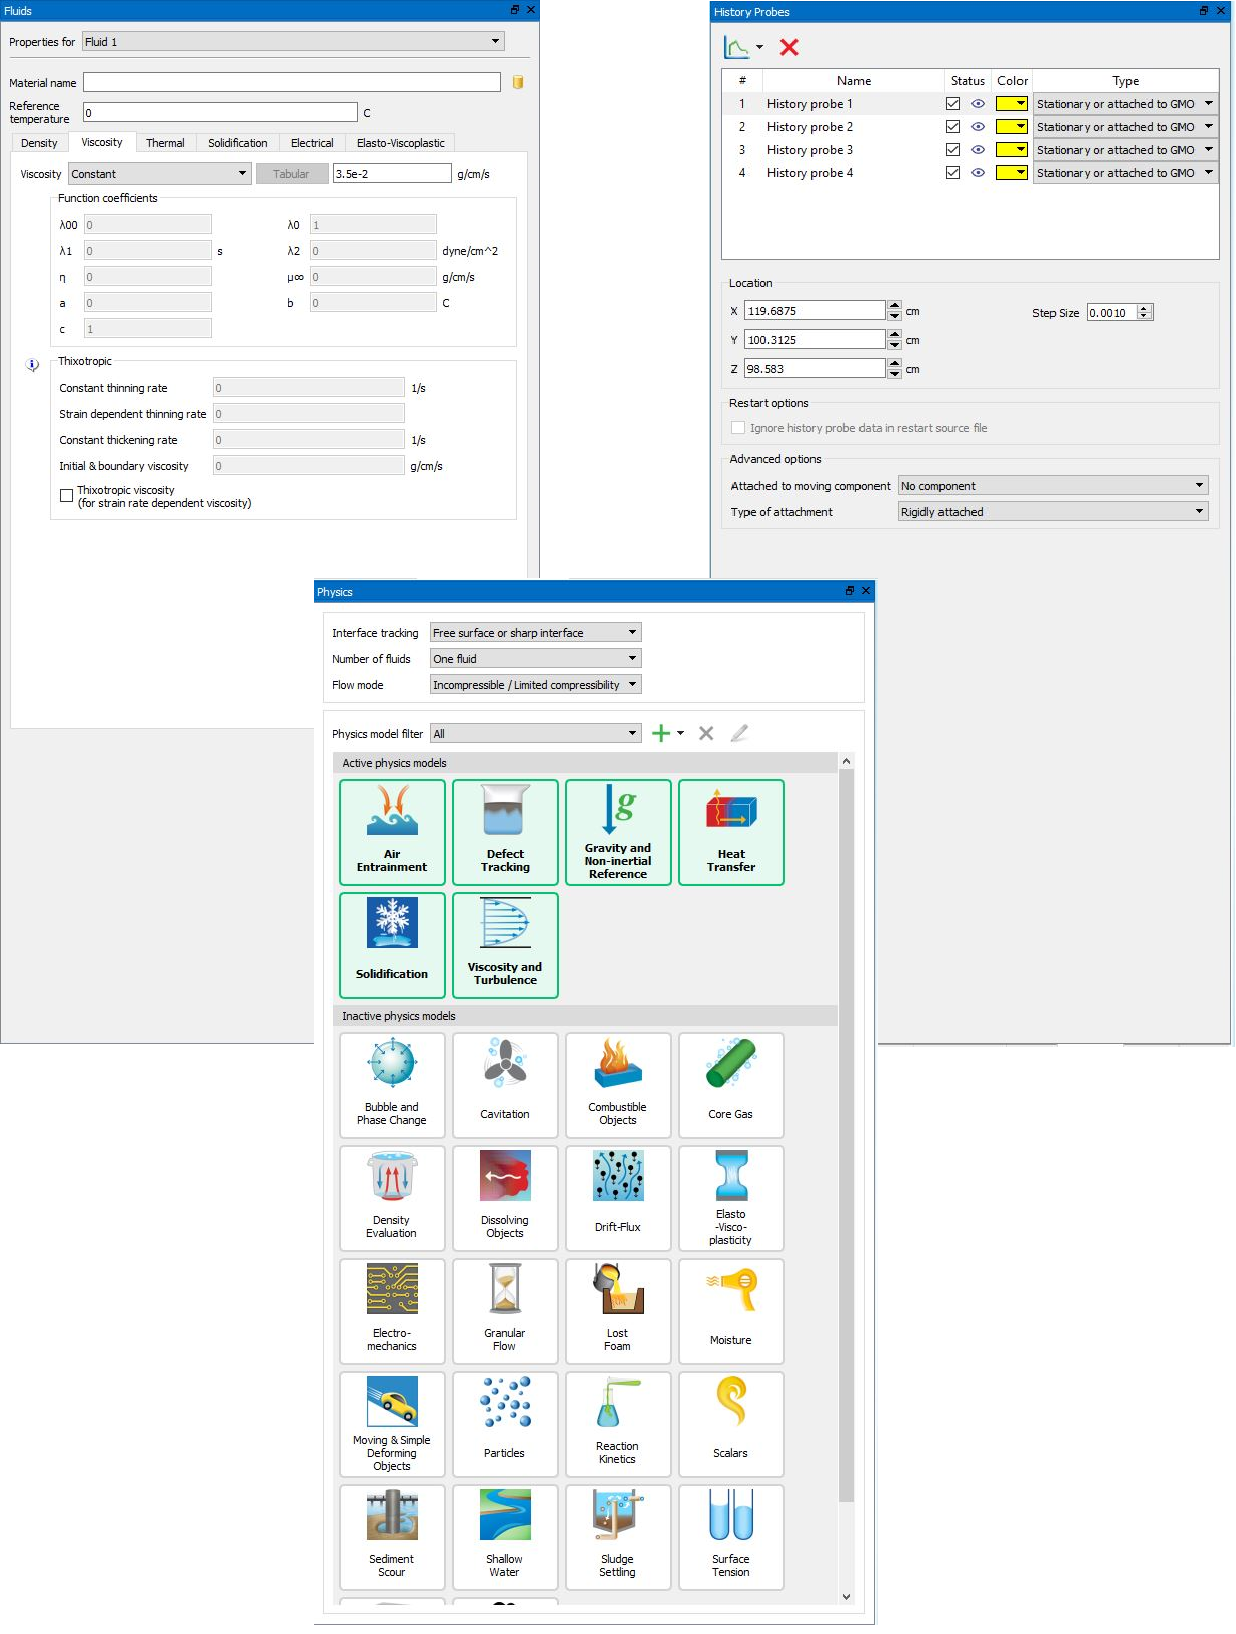 Fluids
Properties for Fluid 1
Material name
Reference
temperature 0 C
Density Viscosity Thermal Solidification Electrical Elasto-Viscoplastic
Viscosity Constant Tabular 3.5e-2 g/cm/s
Function coefficients
λ00 0 λ0 1
λ1 0 s λ2 0 dyne/cm^2
η 0 μ∞ 0 g/cm/s
a 0 b 0 C
c 1
Thixotropic
Constant thinning rate 0 1/s
Strain dependent thinning rate 0
Constant thickening rate 0 1/s
Initial & boundary viscosity 0 g/cm/s
Thixotropic viscosity
(for strain rate dependent viscosity)
History Probes
# Name Status Color Type
1 History probe 1 Stationary or attached to GMO
2 History probe 2 Stationary or attached to GMO
3 History probe 3 Stationary or attached to GMO
4 History probe 4 Stationary or attached to GMO
Location
X 119.6875 cm Step Size 0.0010
Y 100.3125 cm
Z 98.583 cm
Restart options
Ignore history probe data in restart source file
Advanced options
Attached to moving component No component
Type of attachment Rigidly attached
Physics
Interface tracking Free surface or sharp interface
Number of fluids One fluid
Flow mode Incompressible / Limited compressibility
Physics model filter All
Active physics models
g
Air
Entrainment
Defect
Tracking
Gravity and
Non-inertial
Reference
Heat
Transfer
Solidification
Viscosity and
Turbulence
Inactive physics models
Bubble and
Phase Change
Cavitation
Combustible
Objects
Core Gas
Density
Evaluation
Dissolving
Objects
Drift-Flux
Elasto
-Visco-
plasticity
Electro-
mechanics
Granular
Flow
Lost
Foam
Moisture
Moving & Simple
Deforming
Objects
Particles
Reaction
Kinetics
Scalars
Sediment
Scour
Shallow
Water
Sludge
Settling
Surface
Tension